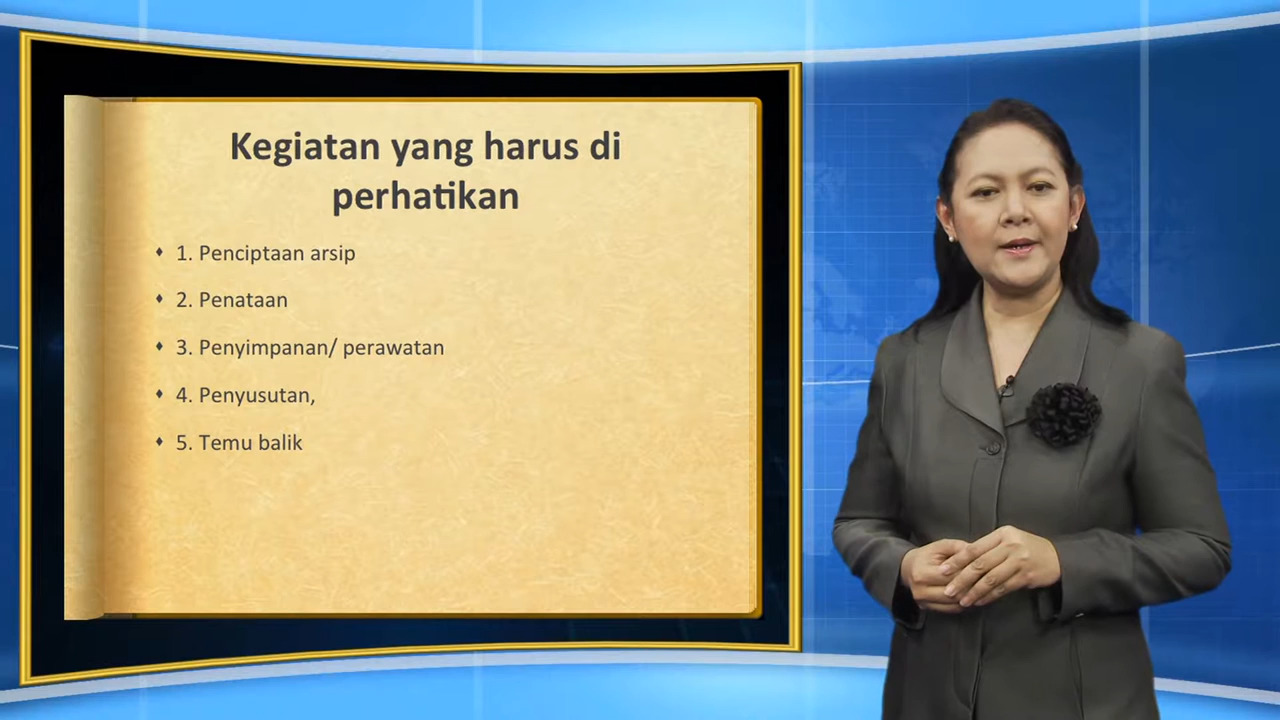 Kegiatan yang harus di
perhatikan
1. Penciptaan arsip
2. Penataan
3. Penyimpanan/ perawatan
4. Penyusutan,
5. Temu balik